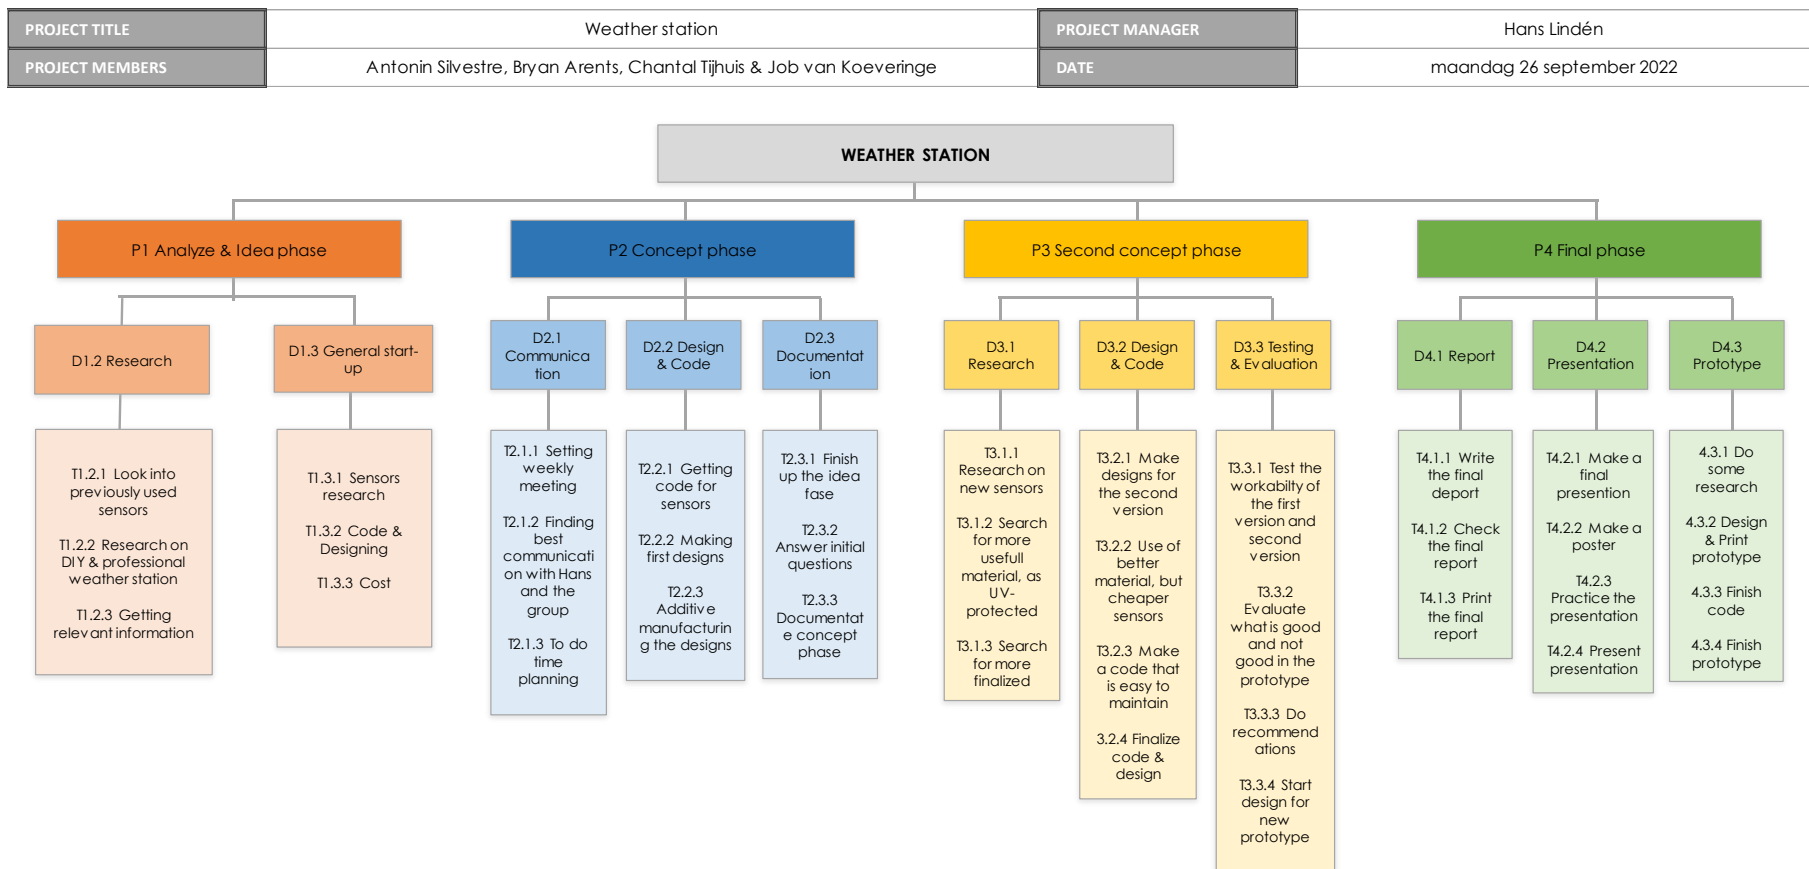 PROJECT TITLE
Weather station
PROJECT MANAGER
Hans Lindén
PROJECT MEMBERS
Antonin Silvestre, Bryan Arents, Chantal Tijhuis & Job van Koeveringe
DATE
maandag 26 september 2022
WEATHER STATION
P1 Analyze & Idea phase
P2 Concept phase
P3 Second concept phase
P4 Final phase
D1.2 Research
D1.3 General start-
up
D2.1
Communica
tion
D2.2 Design
& Code
D2.3
Documentat
ion
D3.1
Research
D3.2 Design
& Code
D3.3 Testing
& Evaluation
D4.1 Report
D4.2
Presentation
D4.3
Prototype
T1.2.1 Look into
previously used
sensors
T1.2.2 Research on
DIY & professional
weather station
T1.2.3 Getting
relevant information
T1.3.1 Sensors
research
T1.3.2 Code &
Designing
T1.3.3 Cost
T2.1.1 Setting
weekly
meeting
T2.1.2 Finding
best
communicati
on with Hans
and the
group
T2.1.3 To do
time
planning
T2.2.1 Getting
code for
sensors
T2.2.2 Making
first designs
T2.2.3
Additive
manufacturin
g the designs
T2.3.1 Finish
up the idea
fase
T2.3.2
Answer initial
questions
T2.3.3
Documentat
e concept
phase
T3.1.1
Research on
new sensors
T3.1.2 Search
for more
usefull
material, as
UV-
protected
T3.1.3 Search
for more
finalized
T3.2.1 Make
designs for
the second
version
T3.2.2 Use of
better
material, but
cheaper
sensors
T3.2.3 Make
a code that
is easy to
maintain
3.2.4 Finalize
code &
design
T3.3.1 Test the
workabilty of
the first
version and
second
version
T3.3.2
Evaluate
what is good
and not
good in the
prototype
T3.3.3 Do
recommend
ations
T3.3.4 Start
design for
new
prototype
T4.1.1 Write
the final
deport
T4.1.2 Check
the final
report
T4.1.3 Print
the final
report
T4.2.1 Make a
final
presention
T4.2.2 Make a
poster
T4.2.3
Practice the
presentation
T4.2.4 Present
presentation
4.3.1 Do
some
research
4.3.2 Design
& Print
prototype
4.3.3 Finish
code
4.3.4 Finish
prototype